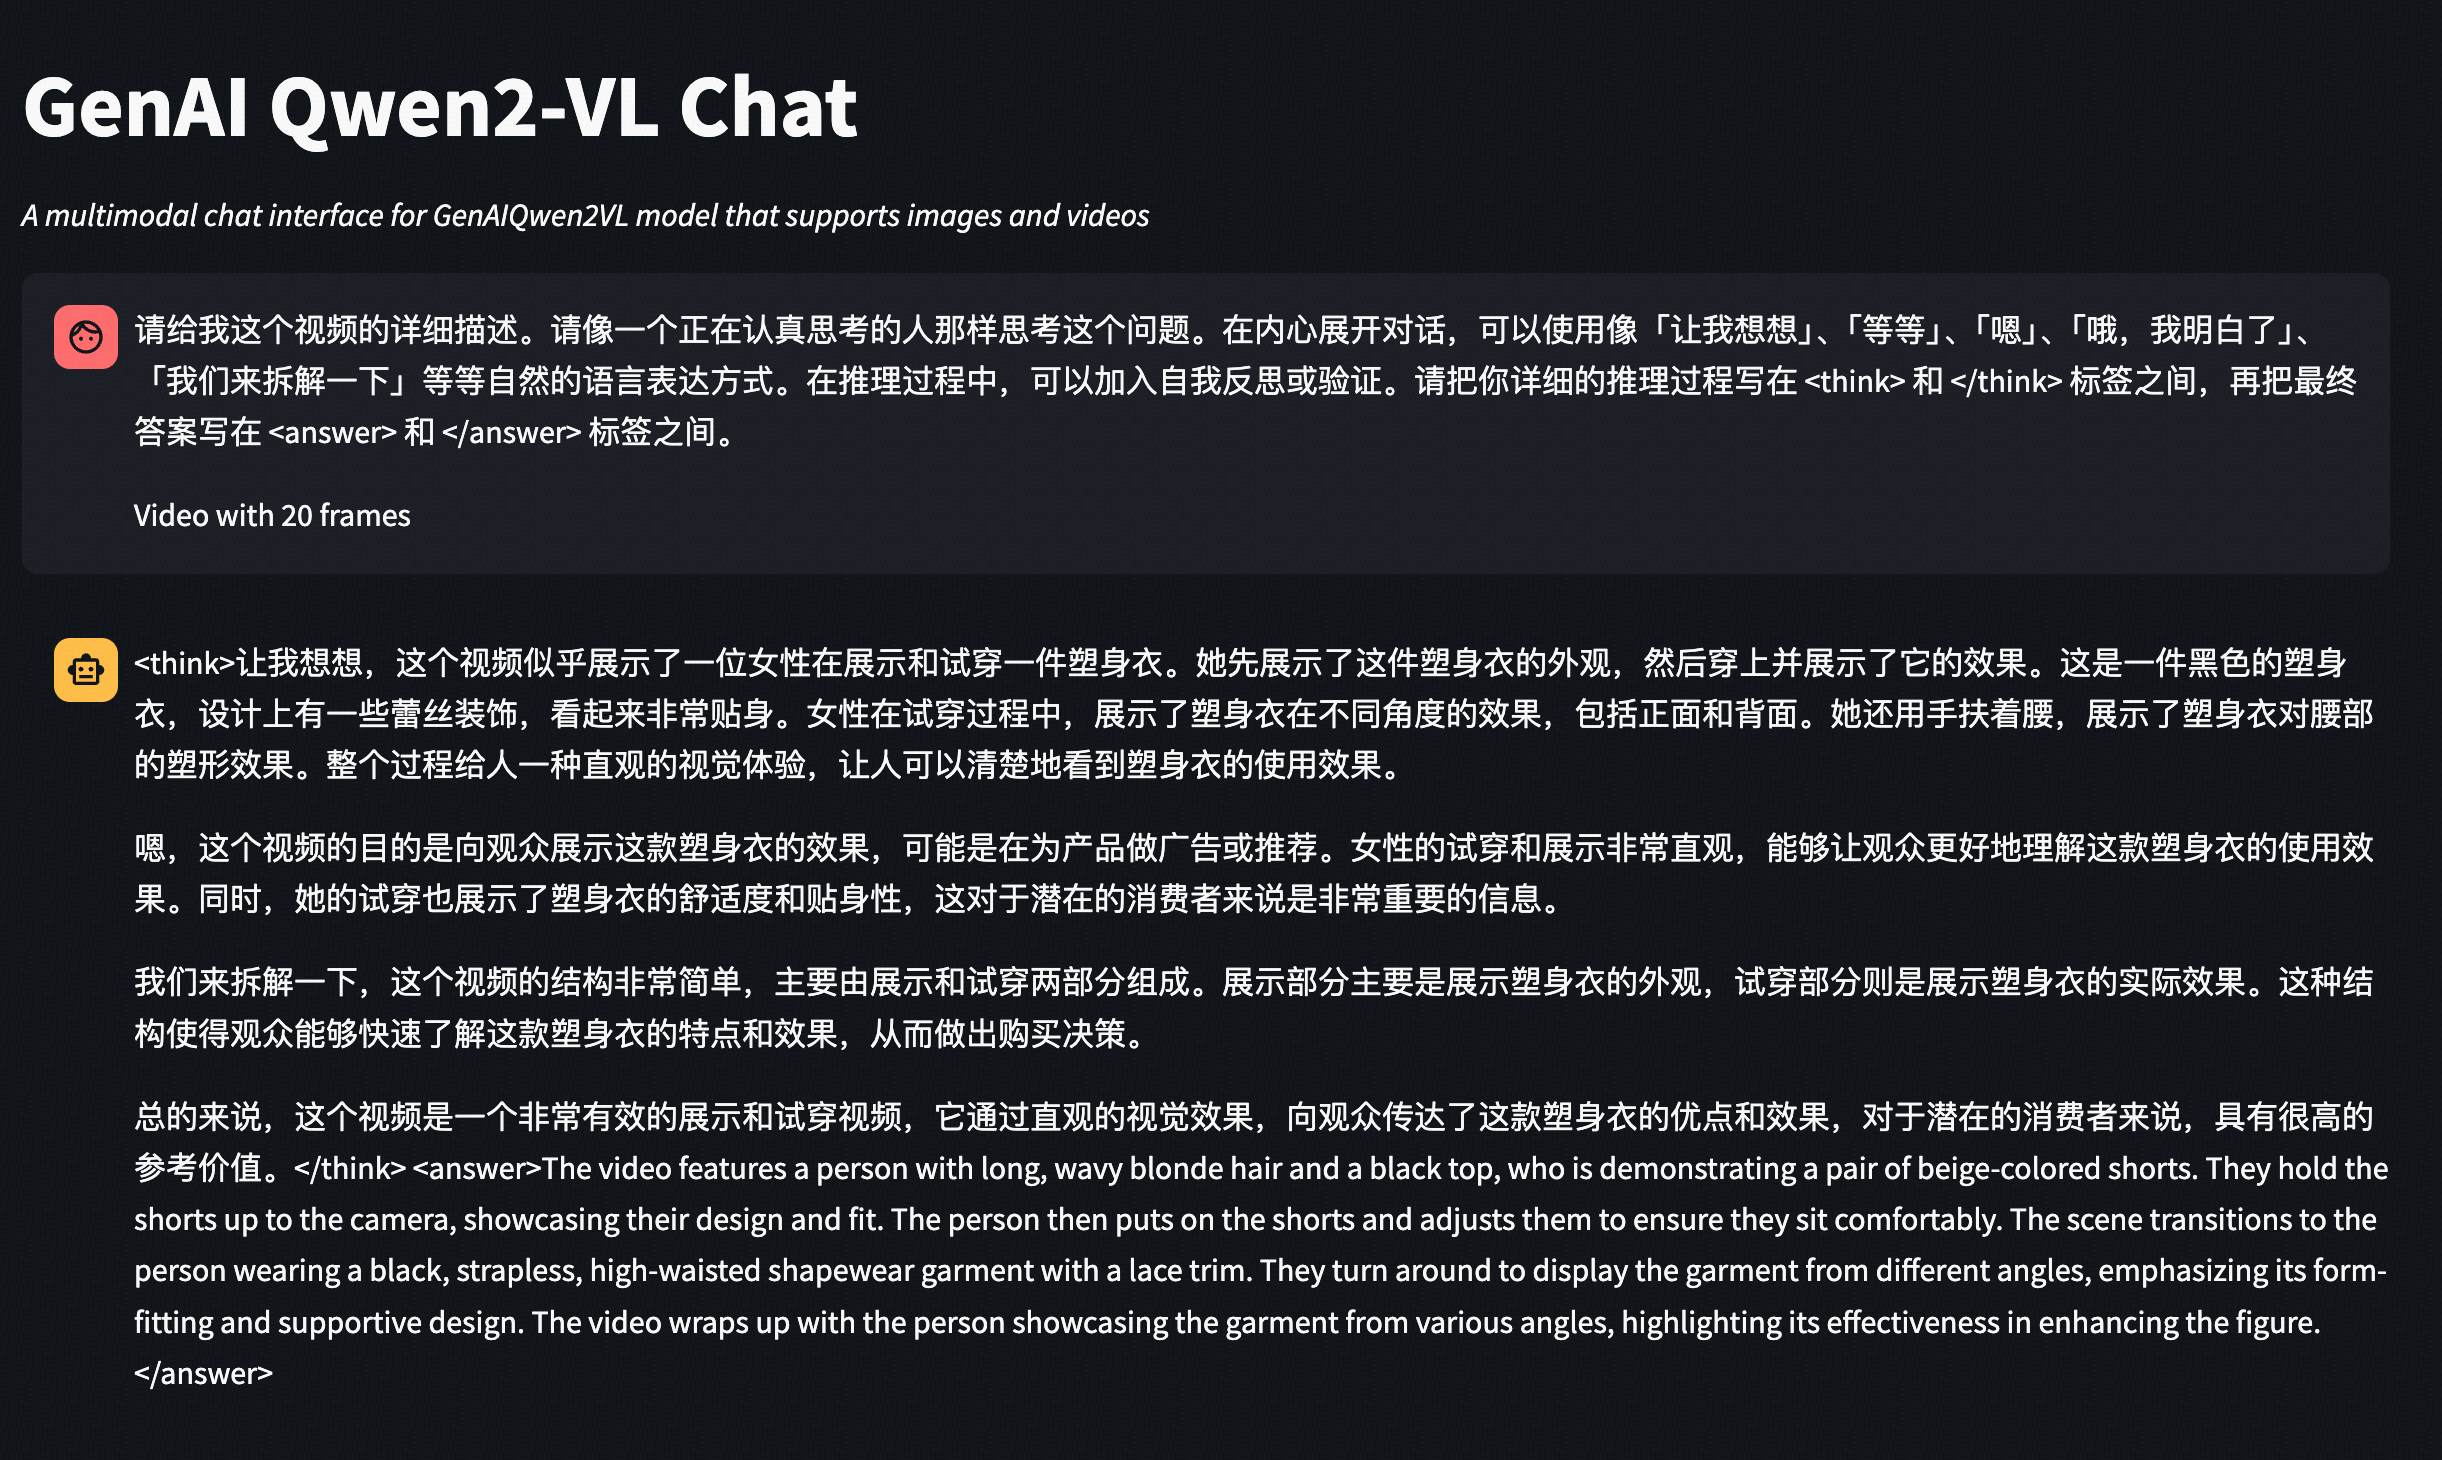 GenAI Qwen2-VL Chat
A multimodal chat interface for GenAIQwen2VL model that supports images and videos
请给我这个视频的详细描述。请像一个正在认真思考的人那样思考这个问题。在内心展开对话，可以使用像「让我想想」、「等等」、「嗯」、「哦，我明白了」、
「我们来拆解一下」等等自然的语言表达方式。在推理过程中，可以加入自我反思或验证。请把你详细的推理过程写在 <think> 和 </think> 标签之间，再把最终
答案写在 <answer> 和 </answer> 标签之间。
Video with 20 frames
<think>让我想想，这个视频似乎展示了一位女性在展示和试穿一件塑身衣。她先展示了这件塑身衣的外观，然后穿上并展示了它的效果。这是一件黑色的塑身
衣，设计上有一些蕾丝装饰，看起来非常贴身。女性在试穿过程中，展示了塑身衣在不同角度的效果，包括正面和背面。她还用手扶着腰，展示了塑身衣对腰部
的塑形效果。整个过程给人一种直观的视觉体验，让人可以清楚地看到塑身衣的使用效果。
嗯，这个视频的目的是向观众展示这款塑身衣的效果，可能是在为产品做广告或推荐。女性的试穿和展示非常直观，能够让观众更好地理解这款塑身衣的使用效
果。同时，她的试穿也展示了塑身衣的舒适度和贴身性，这对于潜在的消费者来说是非常重要的信息。
我们来拆解一下，这个视频的结构非常简单，主要由展示和试穿两部分组成。展示部分主要是展示塑身衣的外观，试穿部分则是展示塑身衣的实际效果。这种结
构使得观众能够快速了解这款塑身衣的特点和效果，从而做出购买决策。
总的来说，这个视频是一个非常有效的展示和试穿视频，它通过直观的视觉效果，向观众传达了这款塑身衣的优点和效果，对于潜在的消费者来说，具有很高的
参考价值。</think> <answer>The video features a person with long, wavy blonde hair and a black top, who is demonstrating a pair of beige-colored shorts. They hold the
shorts up to the camera, showcasing their design and fit. The person then puts on the shorts and adjusts them to ensure they sit comfortably. The scene transitions to the
person wearing a black, strapless, high-waisted shapewear garment with a lace trim. They turn around to display the garment from different angles, emphasizing its form-
fitting and supportive design. The video wraps up with the person showcasing the garment from various angles, highlighting its effectiveness in enhancing the figure.
</answer>